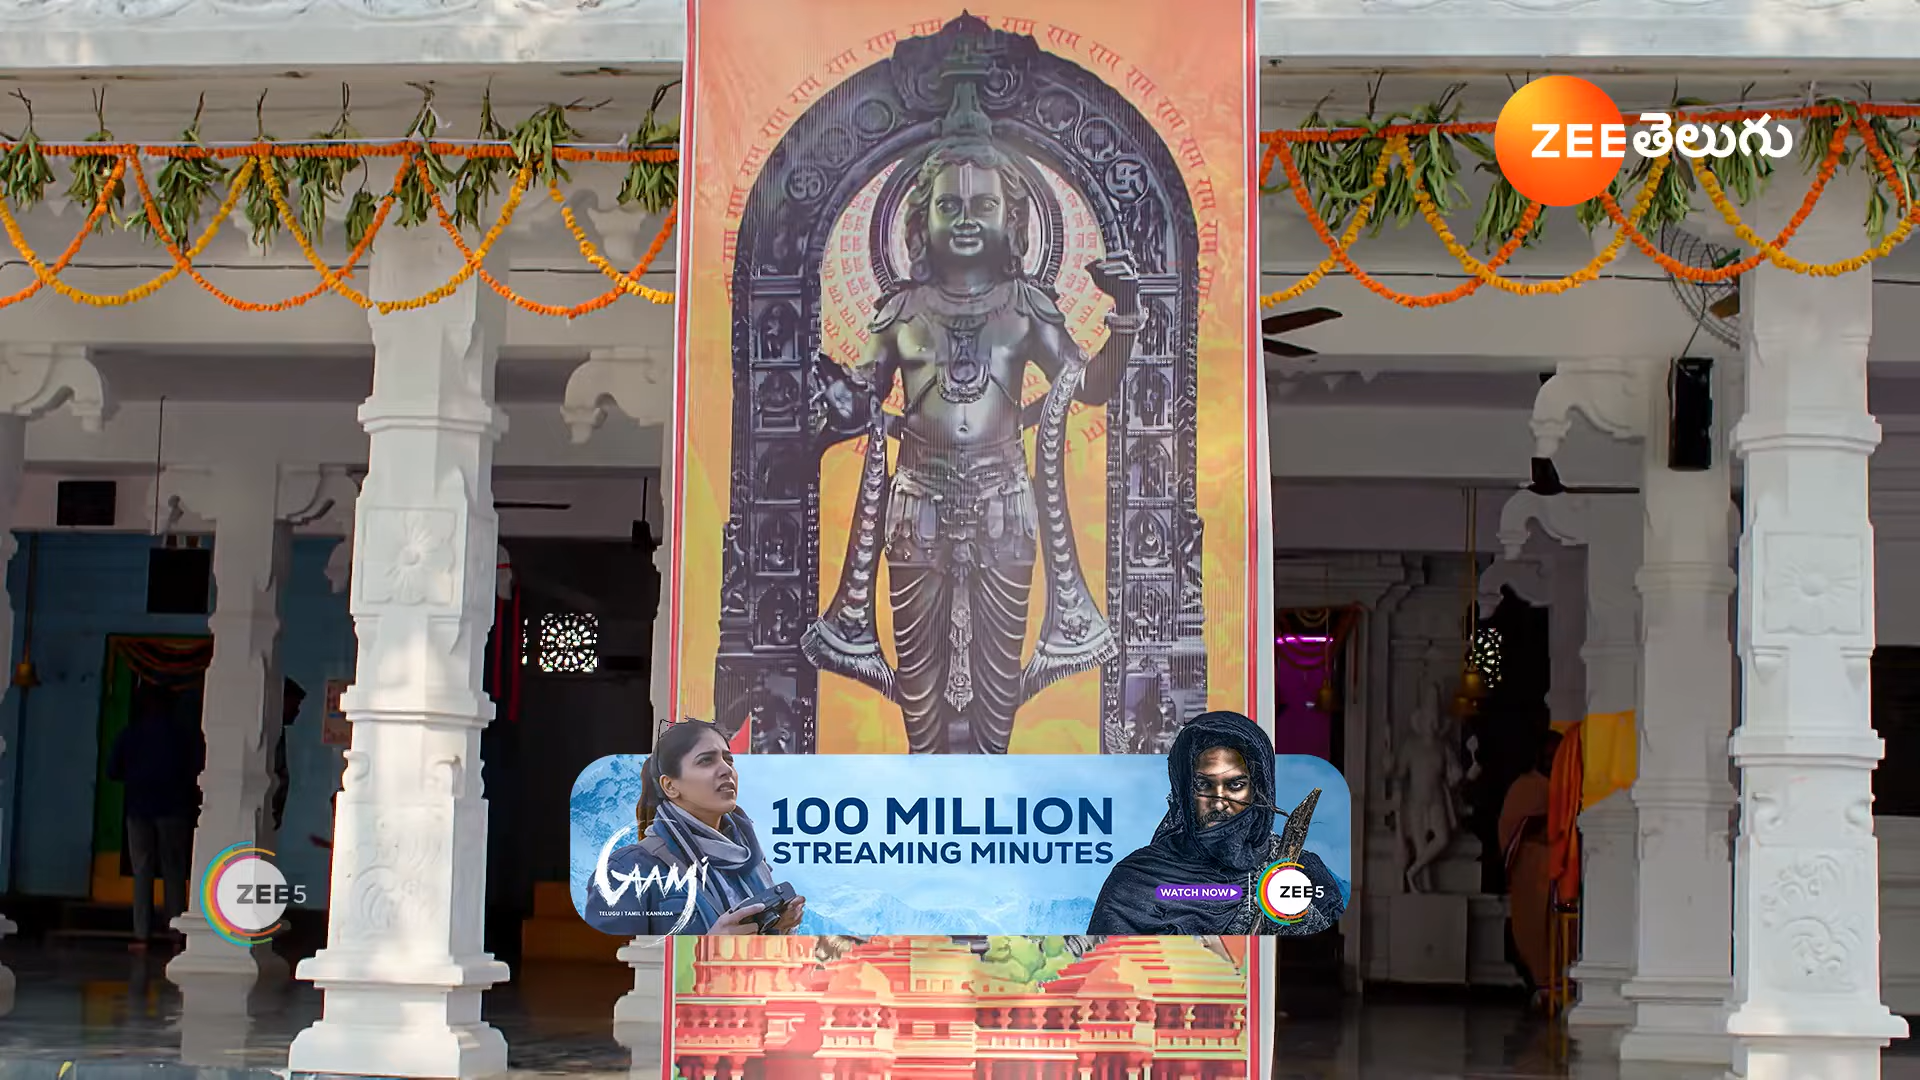 राम राम राम राम राम राम राम राम राम राम राम राम राम राम राम राम
ZEE తెలుగు
100 MILLION
STREAMING MINUTES
GAAMI
TELUGU | TAMIL | KANNADA
WATCH NOW
ZEE5
ZEE5